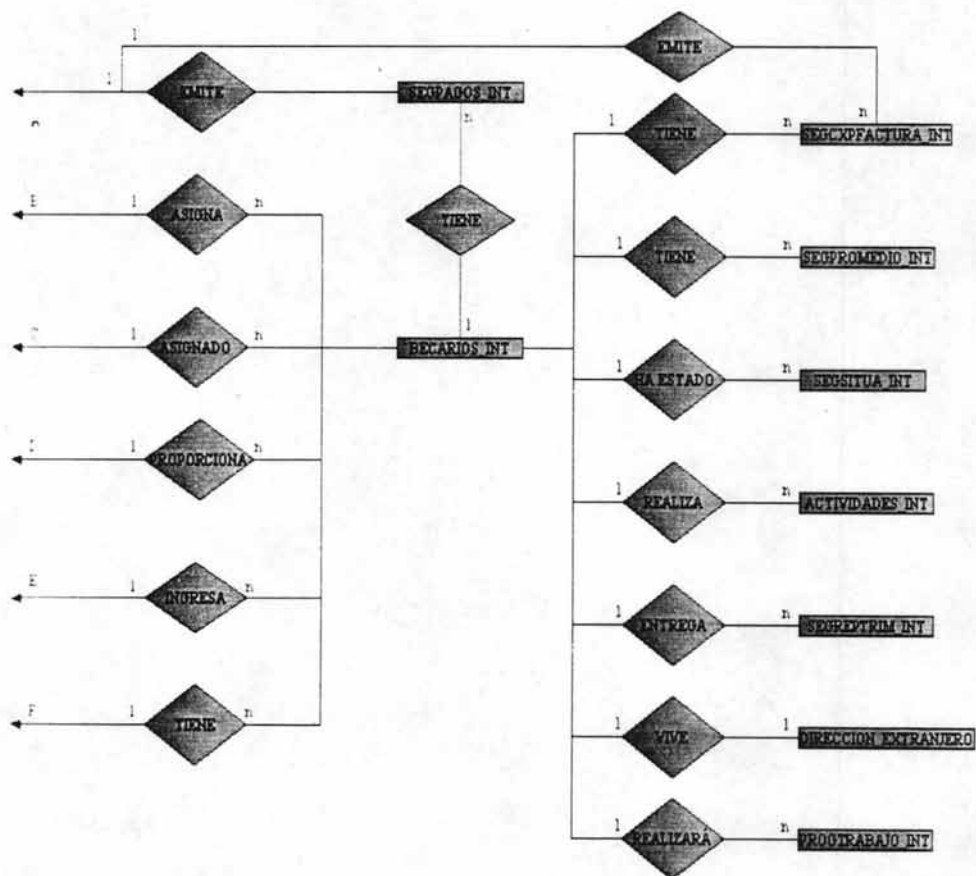 1 EMITE
1 EMITE SEGPAGOS_INT
n n
1 TIENE n SEGCXPFACTURA_INT
1 ASIGNA n
TIENE
1 TIENE n SEGPROMEDIO_INT
1
1 ASIGNADO n
BECARIOS_INT
1 HA ESTADO n SEGSITUA_INT
1 PROPORCIONA n
1 REALIZA n ACTIVIDADES_INT
1 INGRESA n
1 ENTREGA n SEGREPTRIM_INT
F 1 TIENE n
1 VIVE 1 DIRECCION_EXTRANJERO
1 REALIZARÁ n PROGTRABAJO_INT